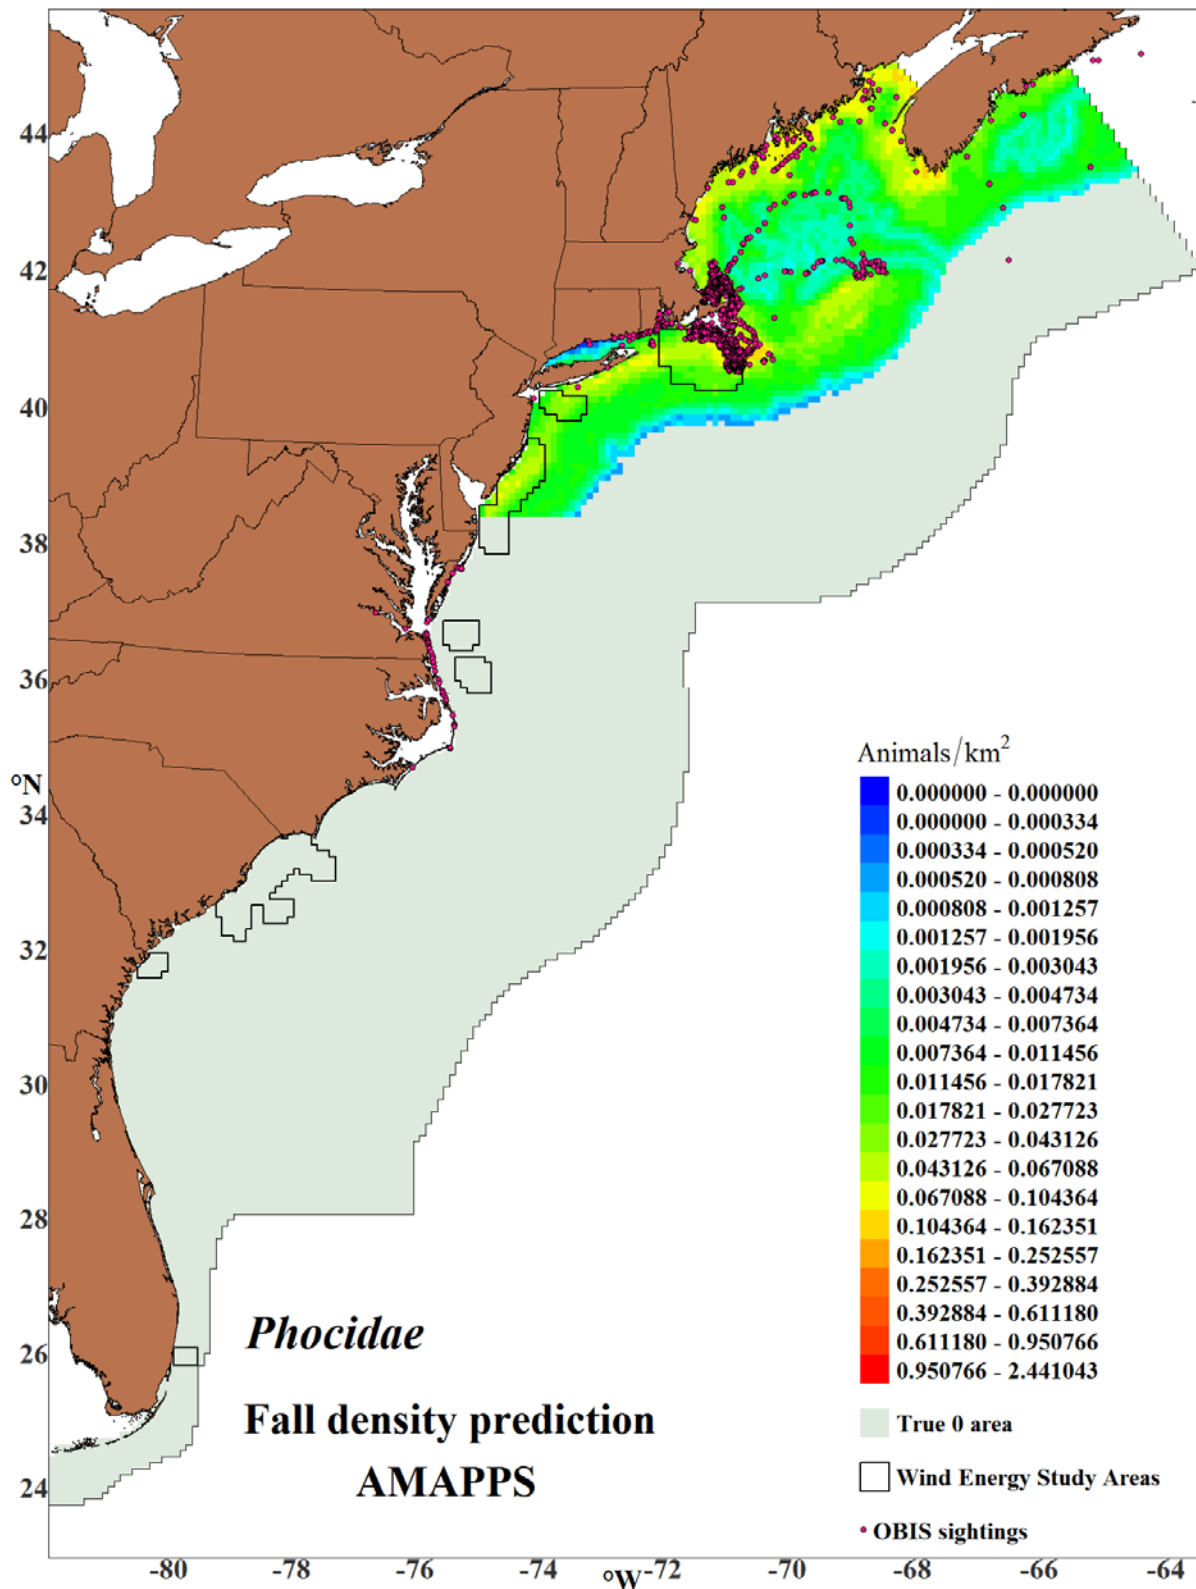 44
42
40
38
36
°N
34
32
30
28
26
24
Animals/km²
0.000000 - 0.000000
0.000000 - 0.000334
0.000334 - 0.000520
0.000520 - 0.000808
0.000808 - 0.001257
0.001257 - 0.001956
0.001956 - 0.003043
0.003043 - 0.004734
0.004734 - 0.007364
0.007364 - 0.011456
0.011456 - 0.017821
0.017821 - 0.027723
0.027723 - 0.043126
0.043126 - 0.067088
0.067088 - 0.104364
0.104364 - 0.162351
0.162351 - 0.252557
0.252557 - 0.392884
0.392884 - 0.611180
0.611180 - 0.950766
0.950766 - 2.441043
True 0 area
Wind Energy Study Areas
OBIS sightings
Phocidae
Fall density prediction
AMAPPS
-80 -78 -76 -74 °W -72 -70 -68 -66 -64